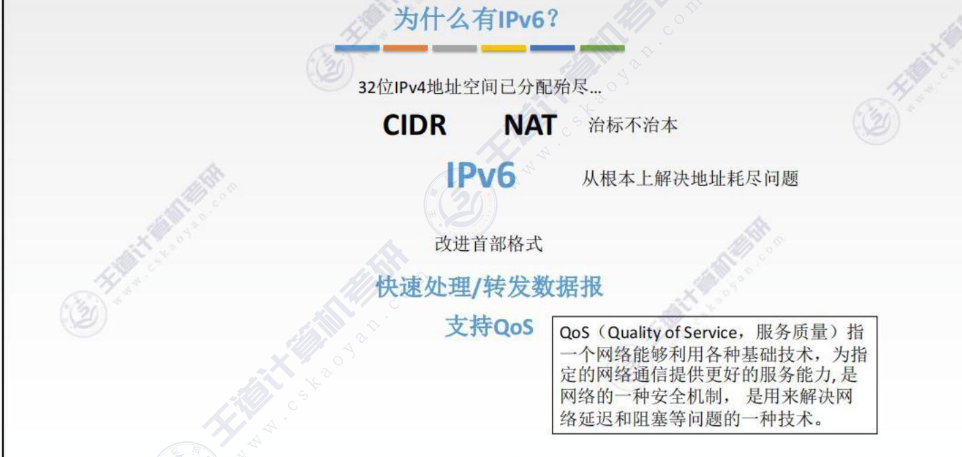 为什么有IPv6?
32位IPv4地址空间已分配殆尽...
CIDR NAT 治标不治本
IPv6 从根本上解决地址耗尽问题
改进首部格式
快速处理/转发数据报
支持QoS
QoS（Quality of Service，服务质量）指
一个网络能够利用各种基础技术，为指
定的网络通信提供更好的服务能力,是
网络的一种安全机制， 是用来解决网
络延迟和阻塞等问题的一种技术。
王道计算机考研
www.cskaoyan.com